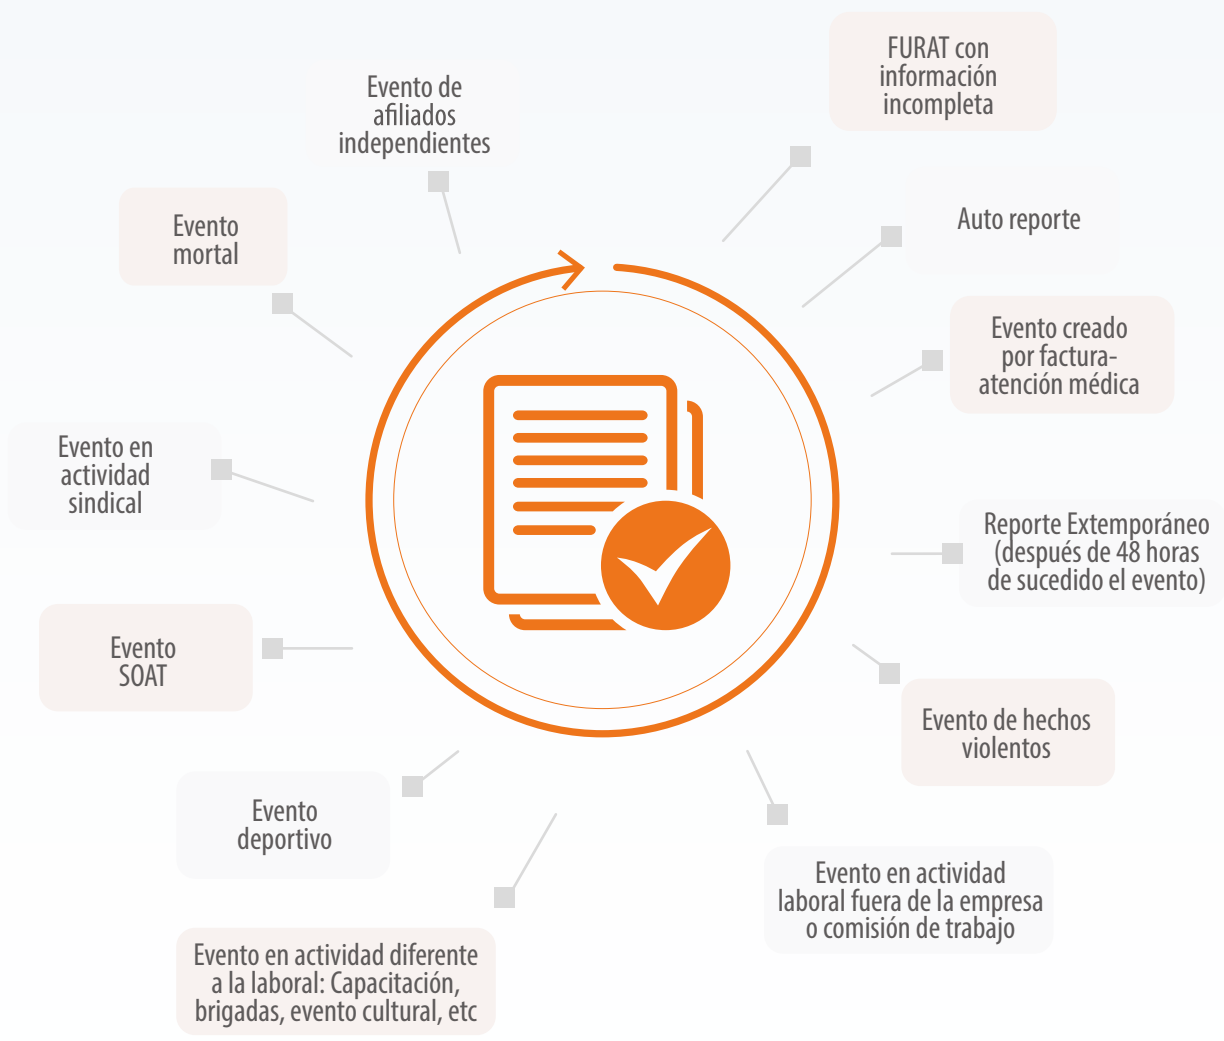 FURAT con
información
incompleta
Auto reporte
Evento creado
por factura-
atención médica
Reporte Extemporáneo
(después de 48 horas
de sucedido el evento)
Evento de hechos
violentos
Evento en actividad
laboral fuera de la empresa
o comisión de trabajo
Evento en actividad diferente
a la laboral: Capacitación,
brigadas, evento cultural, etc
Evento
deportivo
Evento
SOAT
Evento en
actividad
sindical
Evento
mortal
Evento de
afiliados
independientes